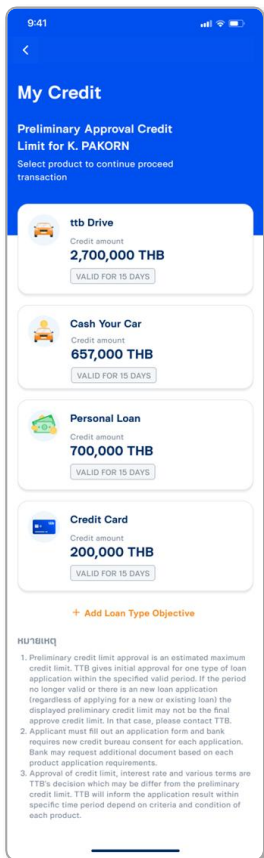 9:41
My Credit
Preliminary Approval Credit
Limit for K. PAKORN
Select product to continue proceed
transaction
ttb Drive
Credit amount
2,700,000 THB
VALID FOR 15 DAYS
Cash Your Car
Credit amount
657,000 THB
VALID FOR 15 DAYS
Personal Loan
Credit amount
700,000 THB
VALID FOR 15 DAYS
Credit Card
Credit amount
200,000 THB
VALID FOR 15 DAYS
+ Add Loan Type Objective
หมายเหตุ
1. Preliminary credit limit approval is an estimated maximum
credit limit. TTB gives initial approval for one type of loan
application within the specified valid period. If the period
no longer valid or there is an new loan application
(regardless of applying for a new or existing loan) the
displayed preliminary credit limit may not be the final
approve credit limit. In that case, please contact TTB.
2. Applicant must fill out an application form and bank
requires new credit bureau consent for each application.
Bank may request additional document based on each
product application requirements.
3. Approval of credit limit, interest rate and various terms are
TTB's decision which may be differ from the preliminary
credit limit. TTB will inform the application result within
specific time period depend on criteria and condition of
each product.